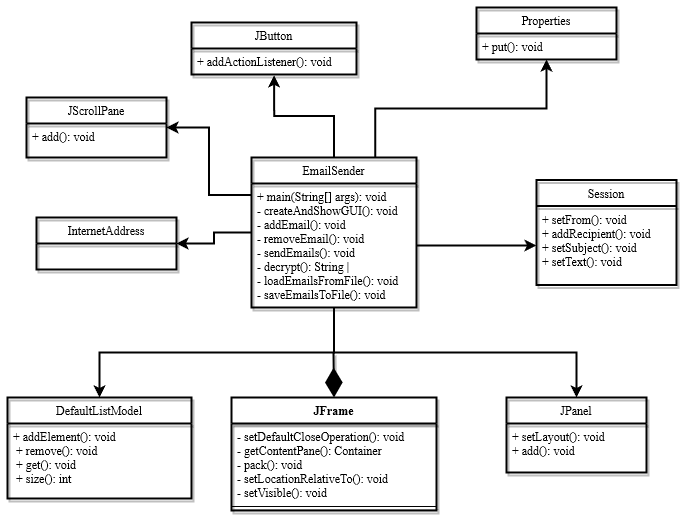 Properties
+ put(): void
JButton
+ addActionListener(): void
JScrollPane
+ add(): void
EmailSender
+ main(String[] args): void
- createAndShowGUI(): void
- addEmail(): void
- removeEmail(): void
- sendEmails(): void
- decrypt(): String |
- loadEmailsFromFile(): void
- saveEmailsToFile(): void
Session
+ setFrom(): void
+ addRecipient(): void
+ setSubject(): void
+ setText(): void
InternetAddress
DefaultListModel
+ addElement(): void
+ remove(): void
+ get(): void
+ size(): int
JFrame
- setDefaultCloseOperation(): void
- getContentPane(): Container
- pack(): void
- setLocationRelativeTo(): void
- setVisible(): void
JPanel
+ setLayout(): void
+ add(): void